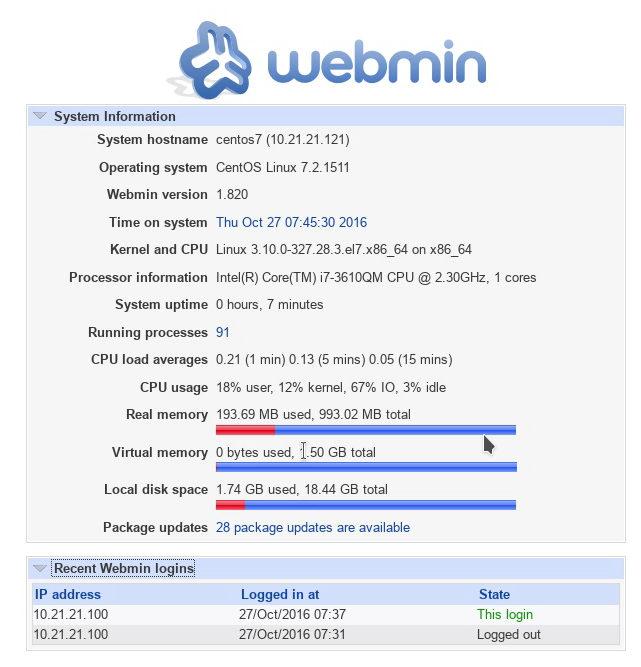 webmin
System Information
System hostname centos7 (10.21.21.121)
Operating system CentOS Linux 7.2.1511
Webmin version 1.820
Time on system Thu Oct 27 07:45:30 2016
Kernel and CPU Linux 3.10.0-327.28.3.el7.x86_64 on x86_64
Processor information Intel(R) Core(TM) i7-3610QM CPU @ 2.30GHz, 1 cores
System uptime 0 hours, 7 minutes
Running processes 91
CPU load averages 0.21 (1 min) 0.13 (5 mins) 0.05 (15 mins)
CPU usage 18% user, 12% kernel, 67% IO, 3% idle
Real memory 193.69 MB used, 993.02 MB total
Virtual memory 0 bytes used, .50 GB total
Local disk space 1.74 GB used, 18.44 GB total
Package updates 28 package updates are available
Recent Webmin logins
IP address Logged in at State
10.21.21.100 27/Oct/2016 07:37 This login
10.21.21.100 27/Oct/2016 07:31 Logged out